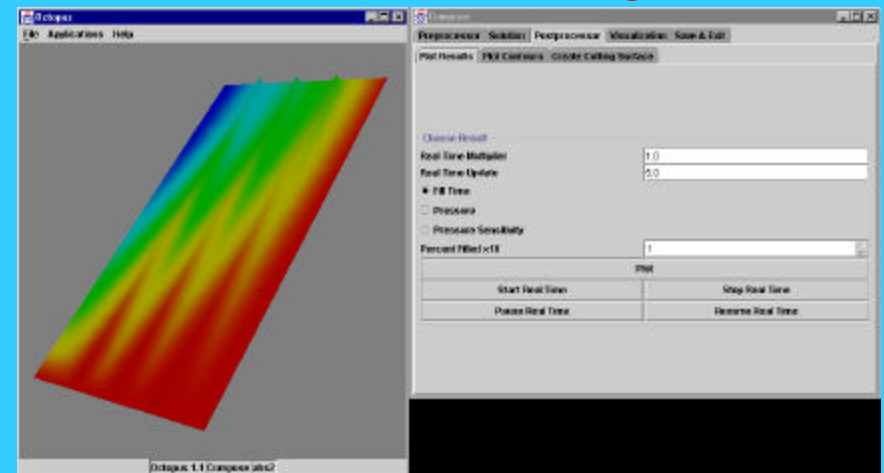 Octopus
File Applications Help
Octopus 1.1 Compose
Compose
Preprocessor Solution Postprocessor Visualization Save & Exit
Plot Results Plot Contours Create Cutting Surface
Choose Result
Real Time Multiplier 1.0
Real Time Update 5.0
Fill Time
Pressure
Pressure Sensitivity
Percent Filled x10 1
Plot
Start Real Time Stop Real Time
Pause Real Time Resume Real Time